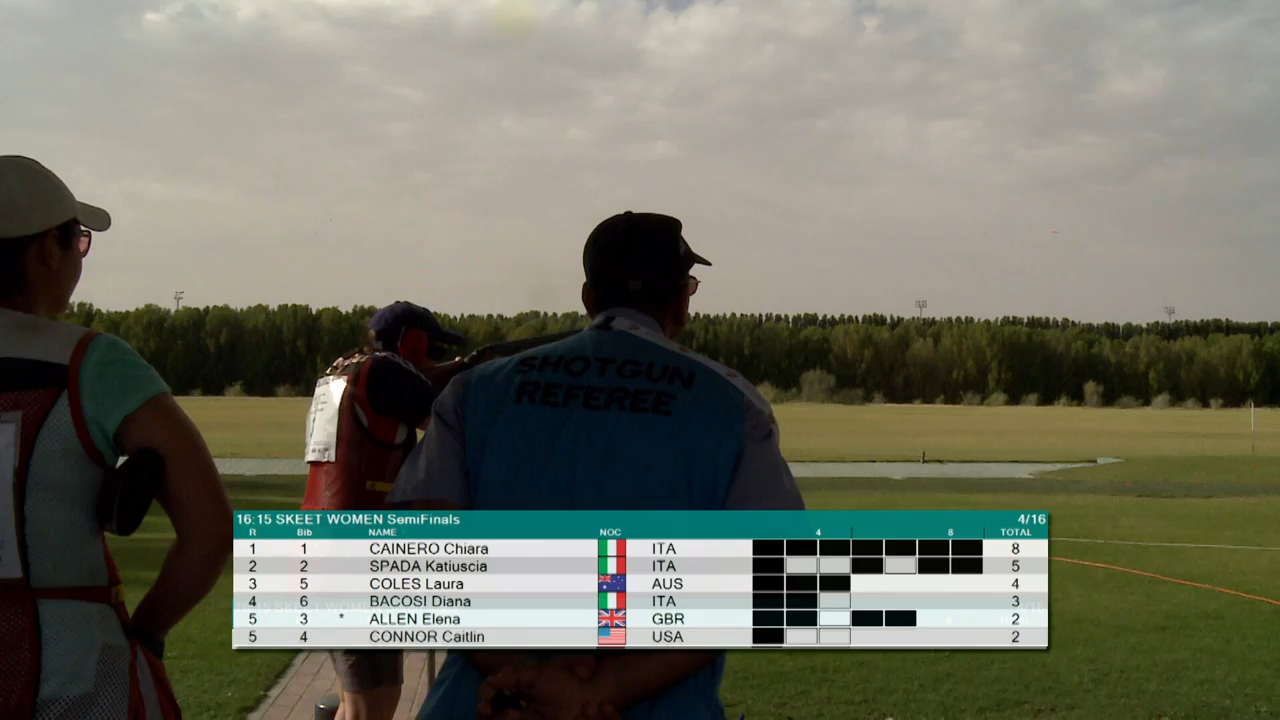 SHOTGUN
REFEREE
16:15 SKEET WOMEN SemiFinals 4/16
R Bib NAME NOC 4 8 TOTAL
1 1 CAINERO Chiara ITA 8
2 2 SPADA Katiuscia ITA 5
3 5 COLES Laura AUS 4
4 6 BACOSI Diana ITA 3
5 3 * ALLEN Elena GBR 2
5 4 CONNOR Caitlin USA 2